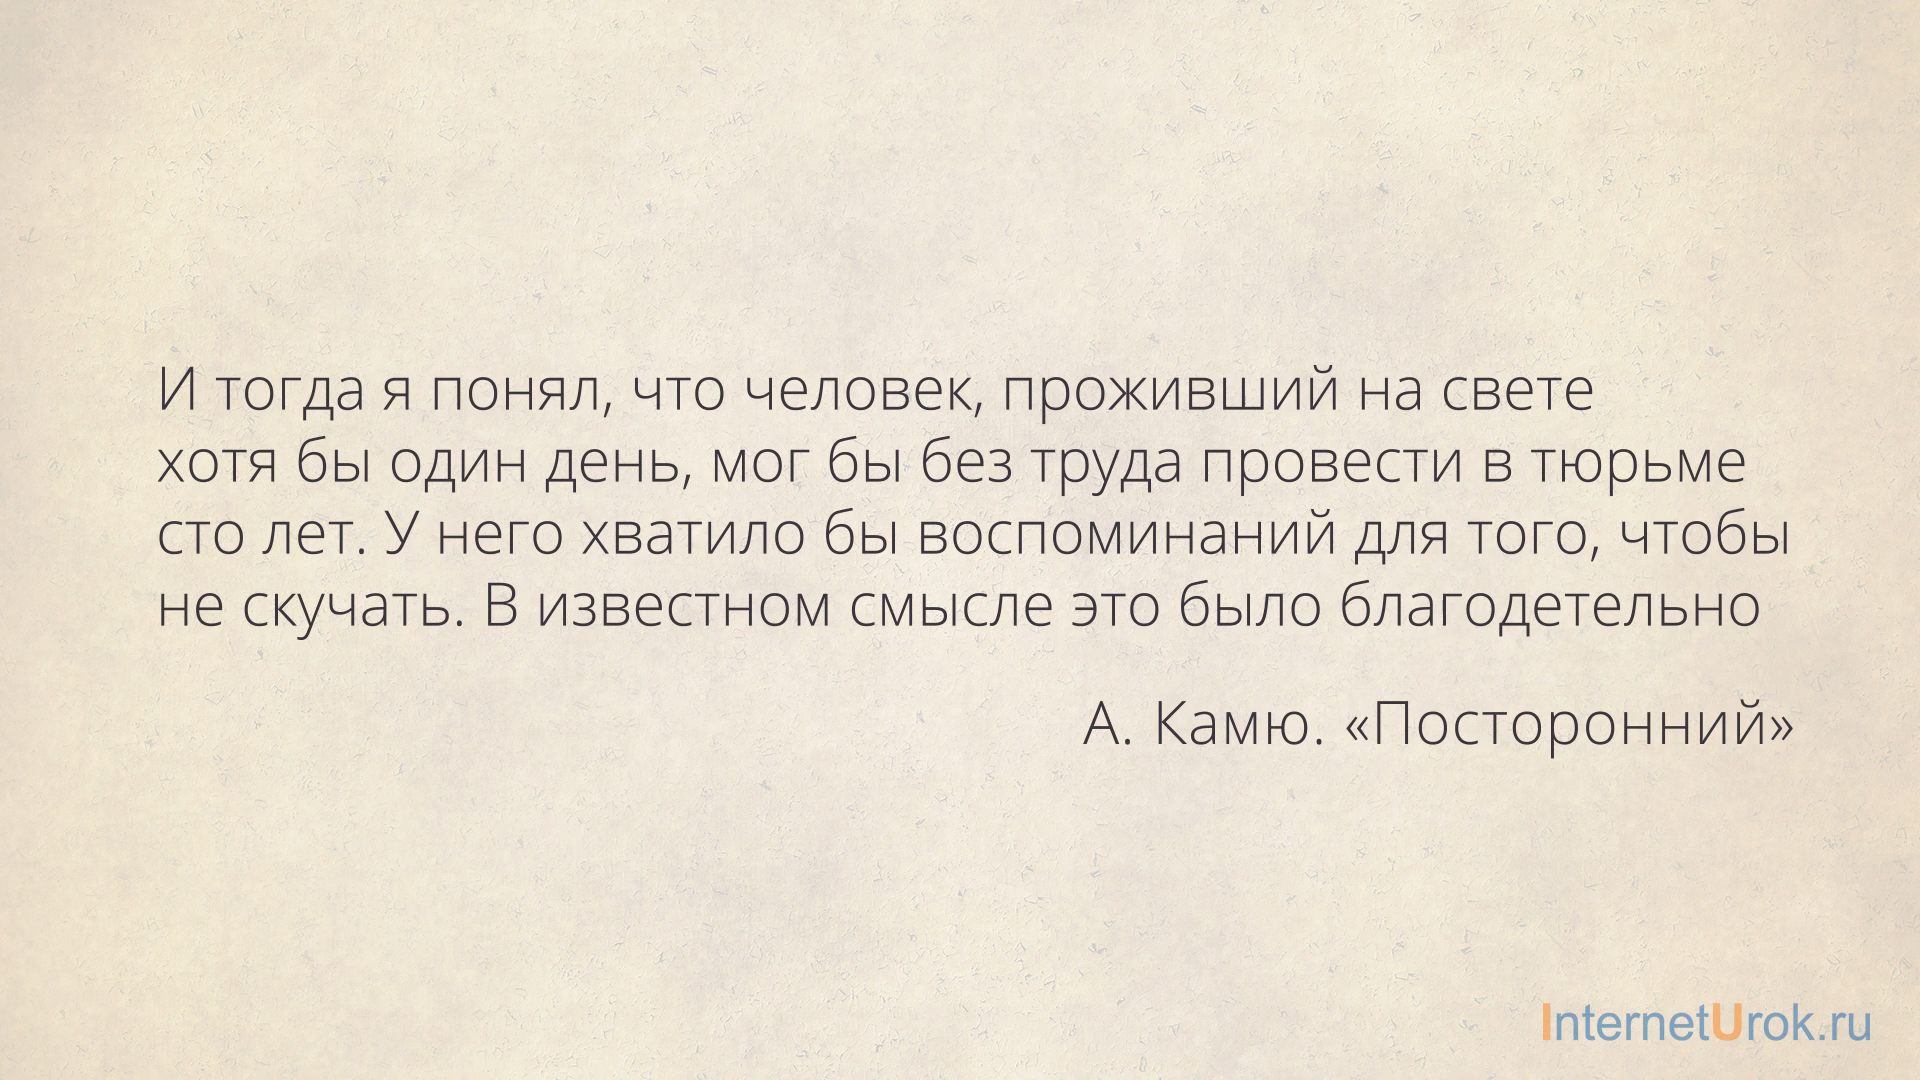 И тогда я понял, что человек, проживший на свете
хотя бы один день, мог бы без труда провести в тюрьме
сто лет. У него хватило бы воспоминаний для того, чтобы
не скучать. В известном смысле это было благодетельно
А. Камю. «Посторонний»
InternetUrok.ru